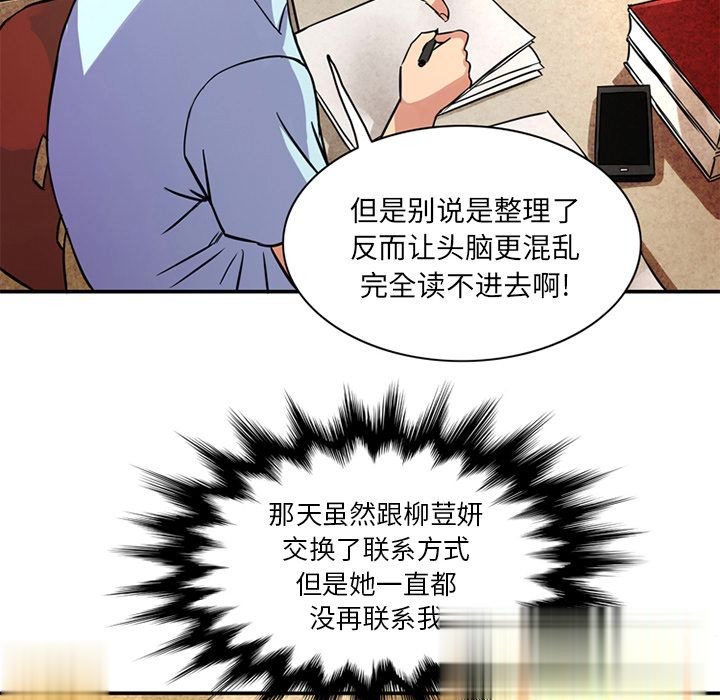 但是别说是整理了
反而让头脑更混乱
完全读不进去啊!
那天虽然跟柳荳妍
交换了联系方式
但是她一直都
没再联系我